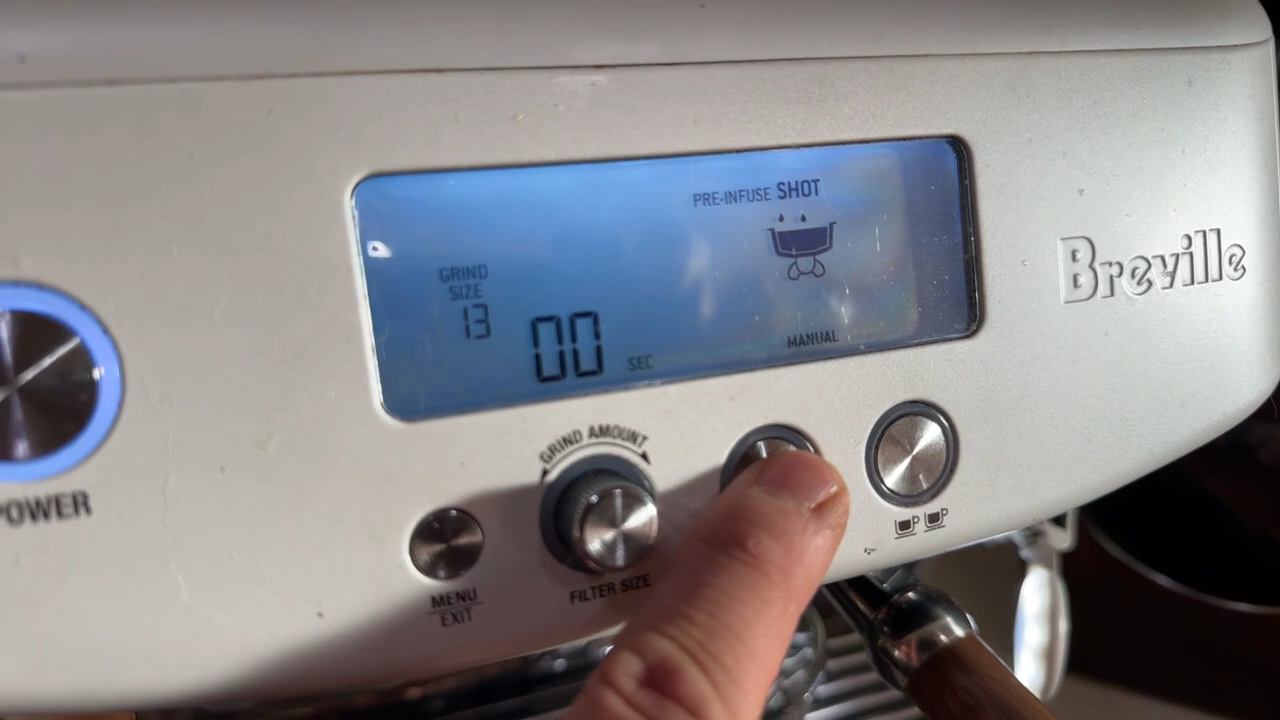 PRE-INFUSE SHOT
GRIND
SIZE
13
00 SEC
MANUAL
Breville
POWER
GRIND AMOUNT
MENU
EXIT
FILTER SIZE